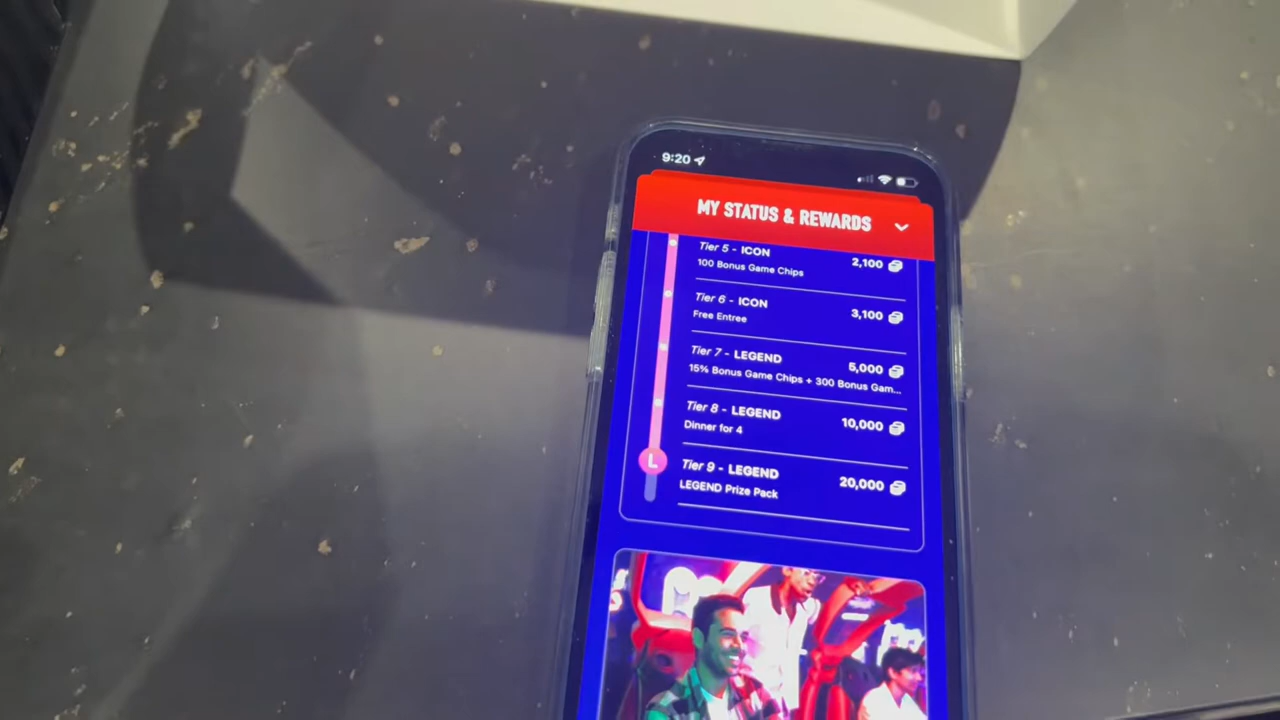 9:20
MY STATUS & REWARDS
Tier 5 - ICON 2,100
100 Bonus Game Chips
Tier 6 - ICON 3,100
Free Entree
Tier 7 - LEGEND 5,000
15% Bonus Game Chips + 300 Bonus Gam...
Tier 8 - LEGEND 10,000
Dinner for 4
L
Tier 9 - LEGEND 20,000
LEGEND Prize Pack